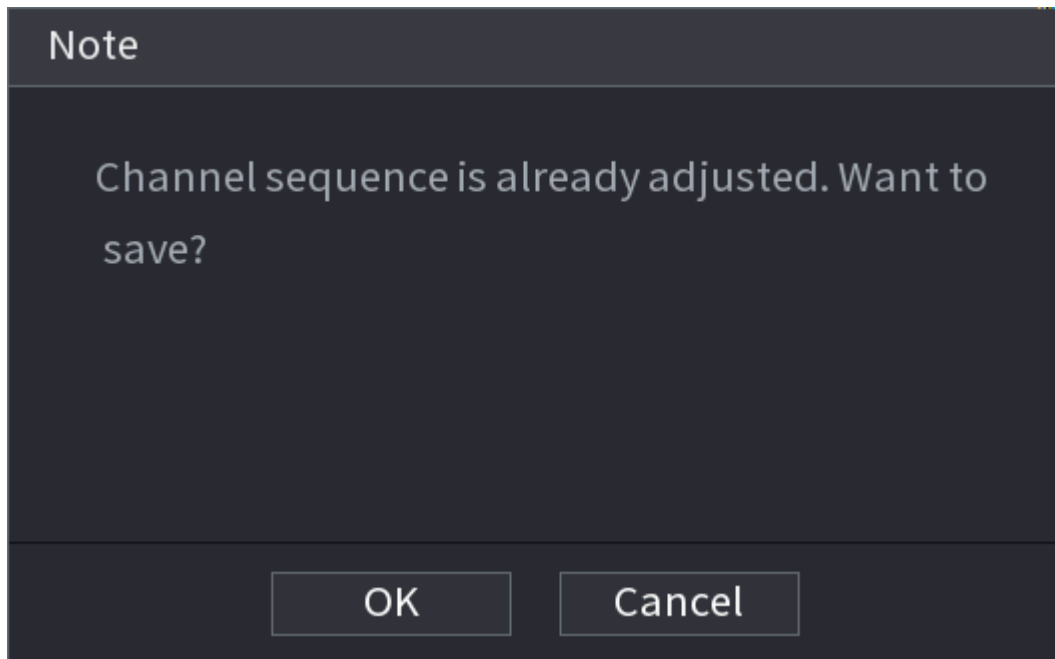 Note
Channel sequence is already adjusted. Want to
save?
OK
Cancel